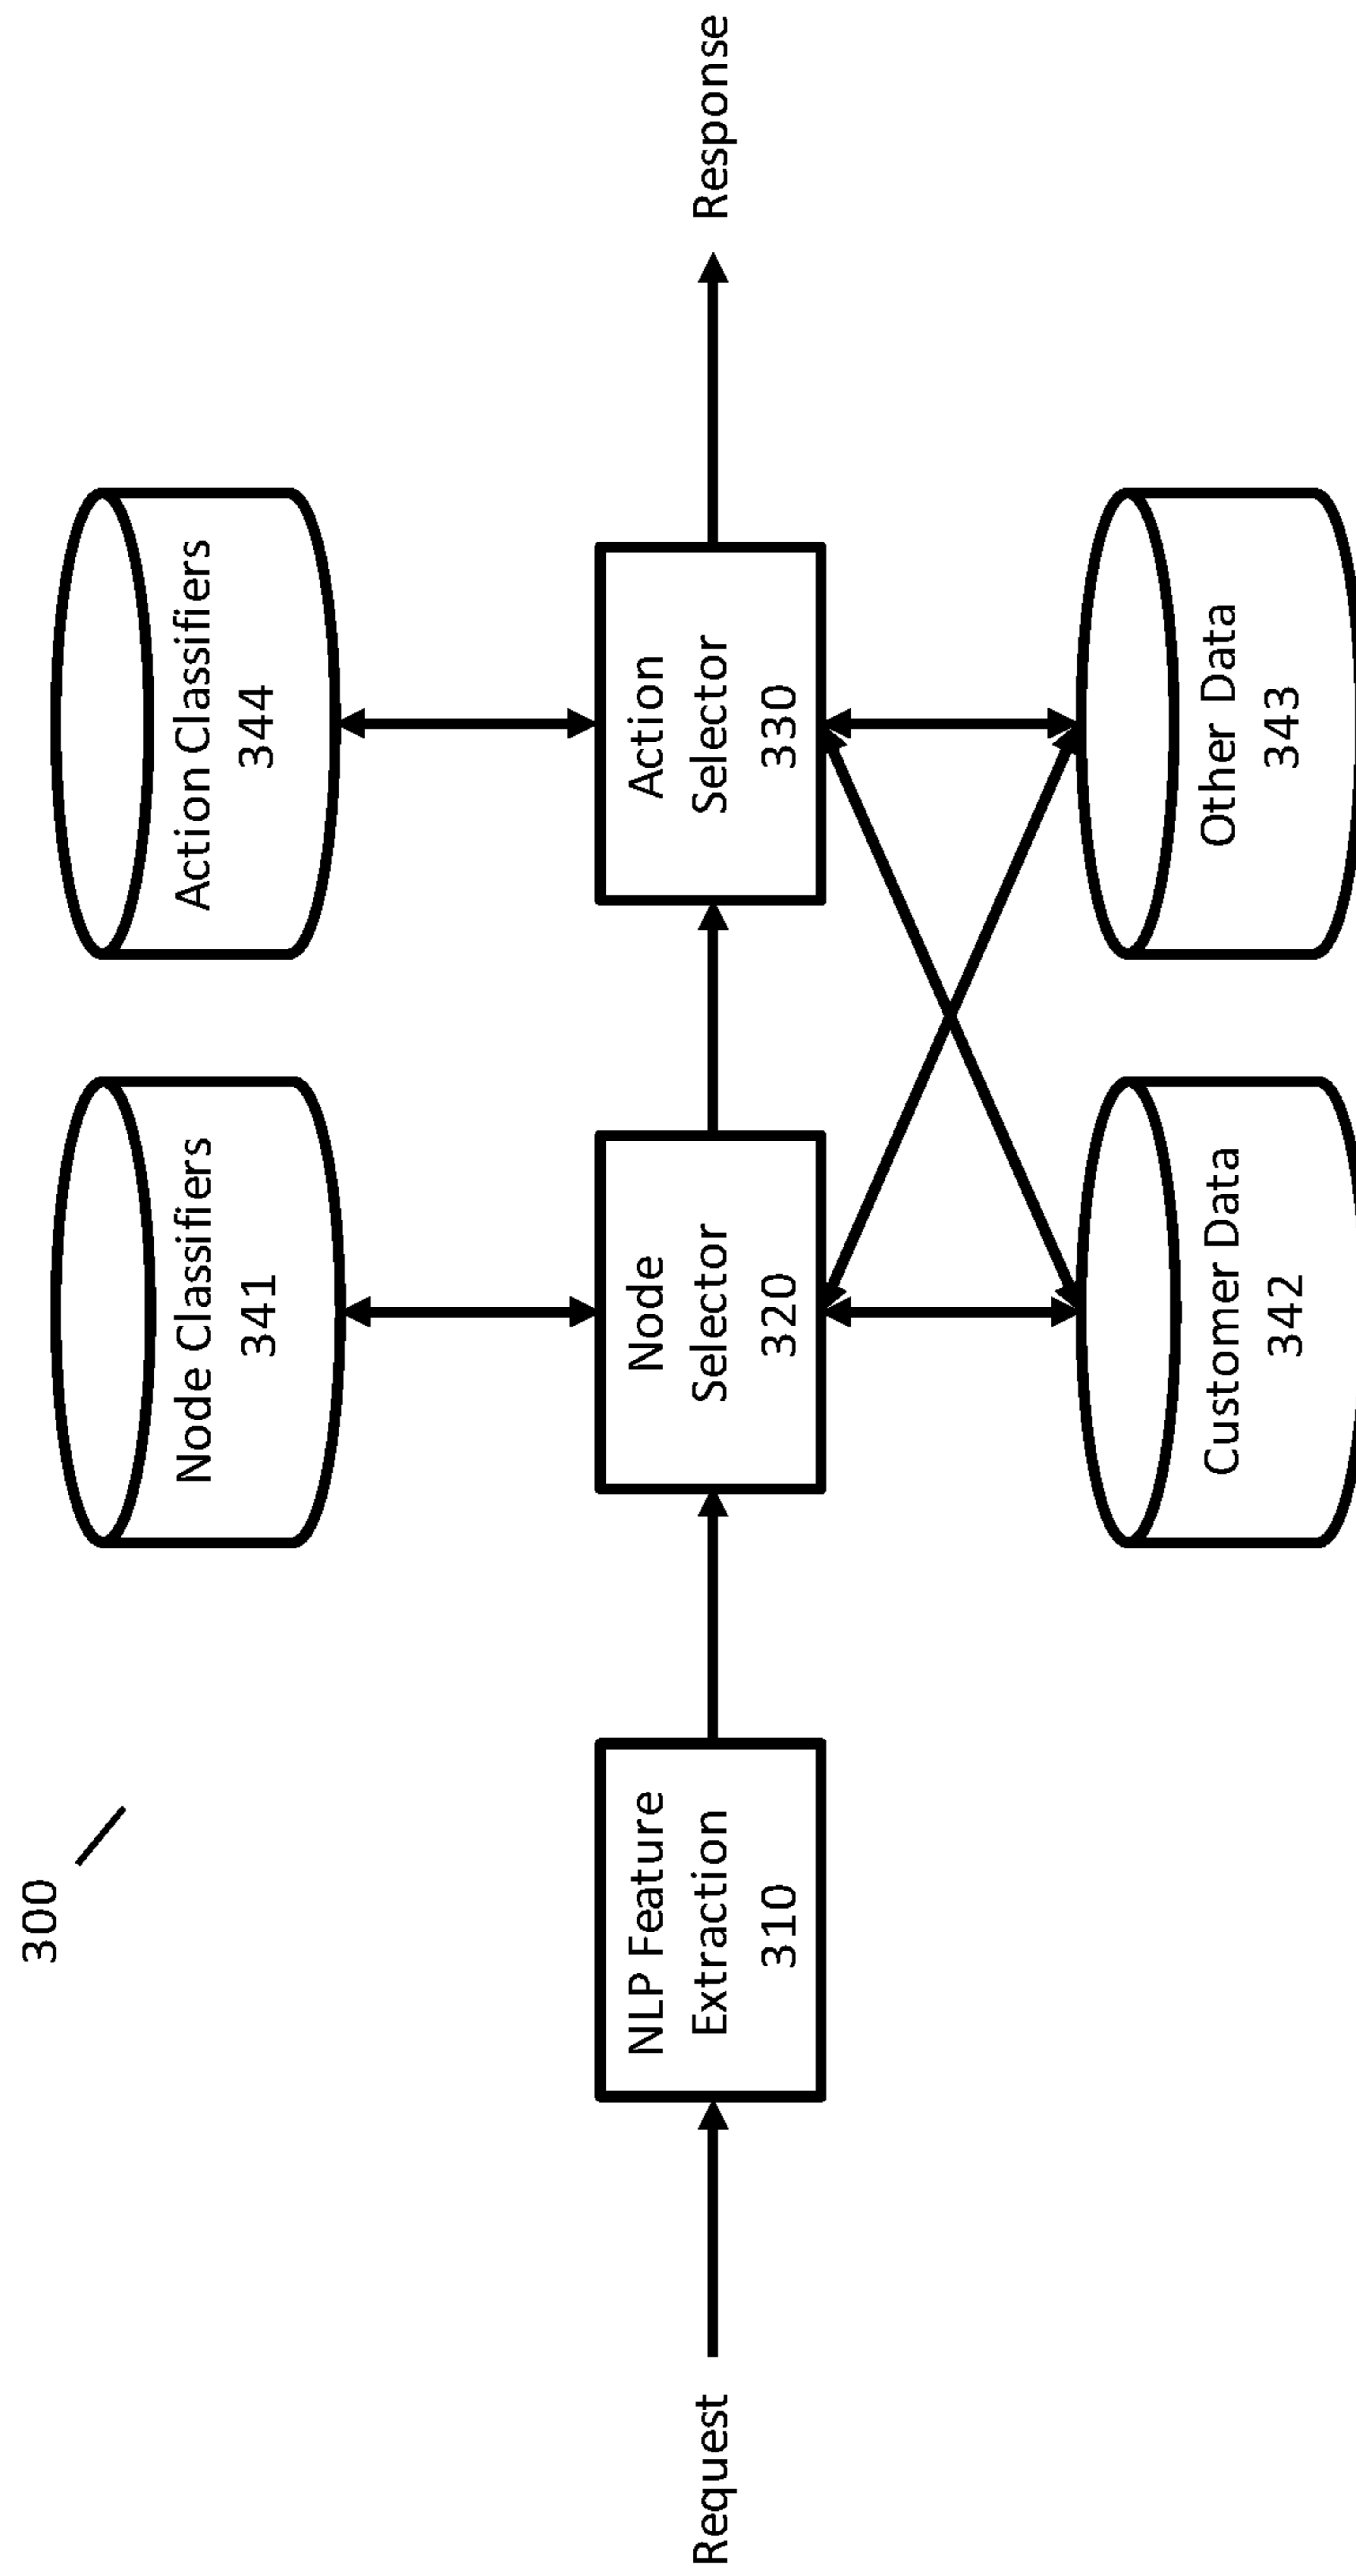 300
Node Classifiers
341
Action Classifiers
344
Request
NLP Feature
Extraction
310
Node
Selector
320
Action
Selector
330
Response
Customer Data
342
Other Data
343